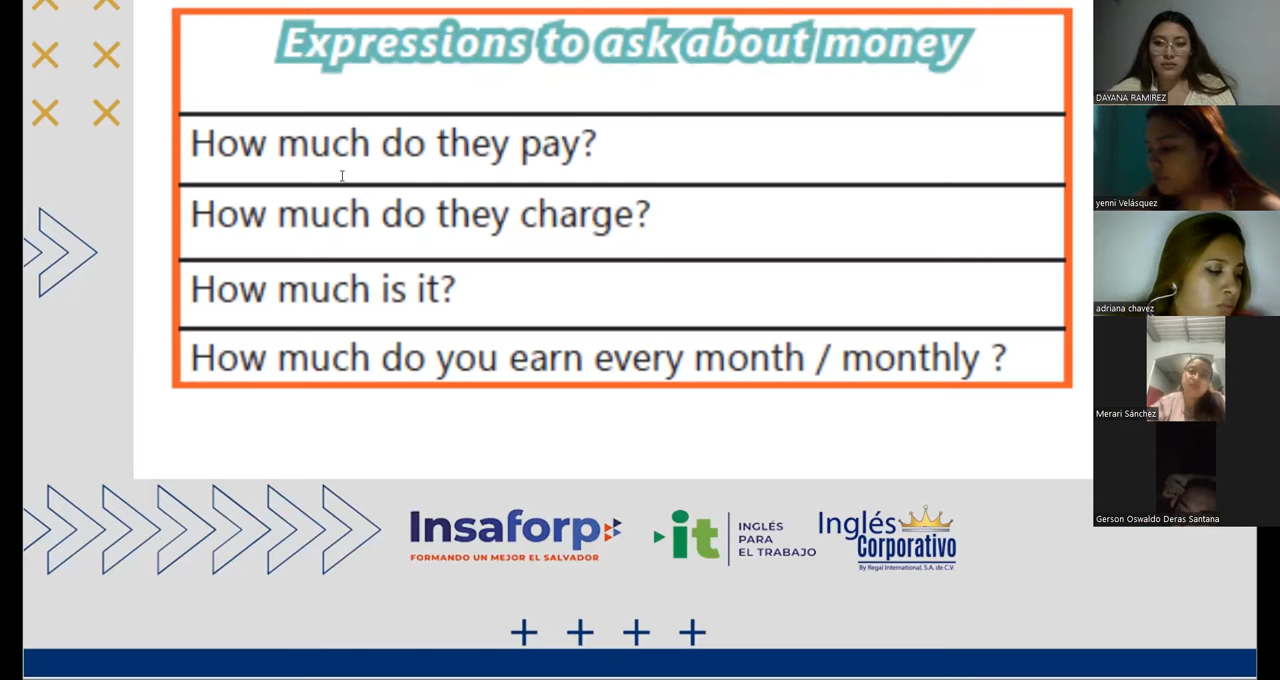 Expressions to ask about money
How much do they pay?
How much do they charge?
How much is it?
How much do you earn every month / monthly ?
DAYANA RAMIREZ
yenni Velásquez
adriana chavez
Merari Sánchez
Gerson Oswaldo Deras Santana
Insaforp
FORMANDO UN MEJOR EL SALVADOR
it
INGLÉS
PARA
EL TRABAJO
Inglés
Corporativo
By Regal International, S.A. de C.V.